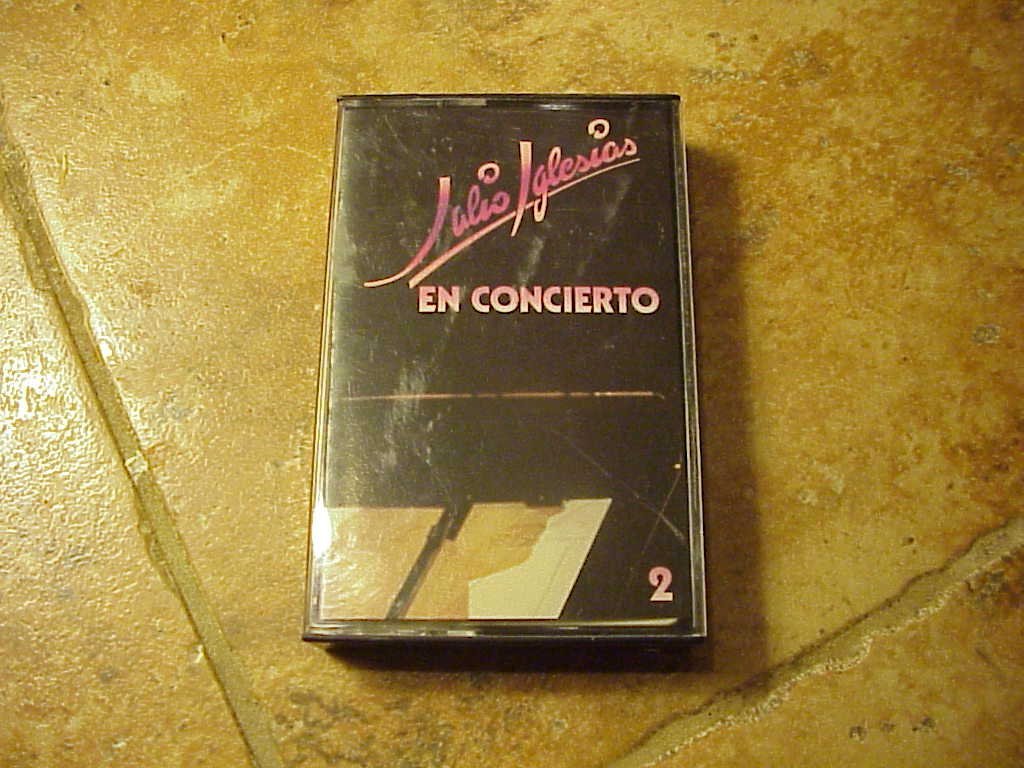 Julio Iglesias
EN CONCIERTO
2